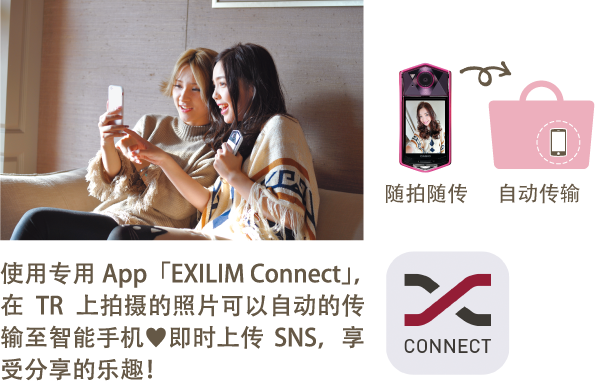 随拍随传
自动传输
使用专用 App「EXILIM Connect」，
在 TR 上拍摄的照片可以自动的传
输至智能手机♥即时上传 SNS，享
受分享的乐趣！
CONNECT